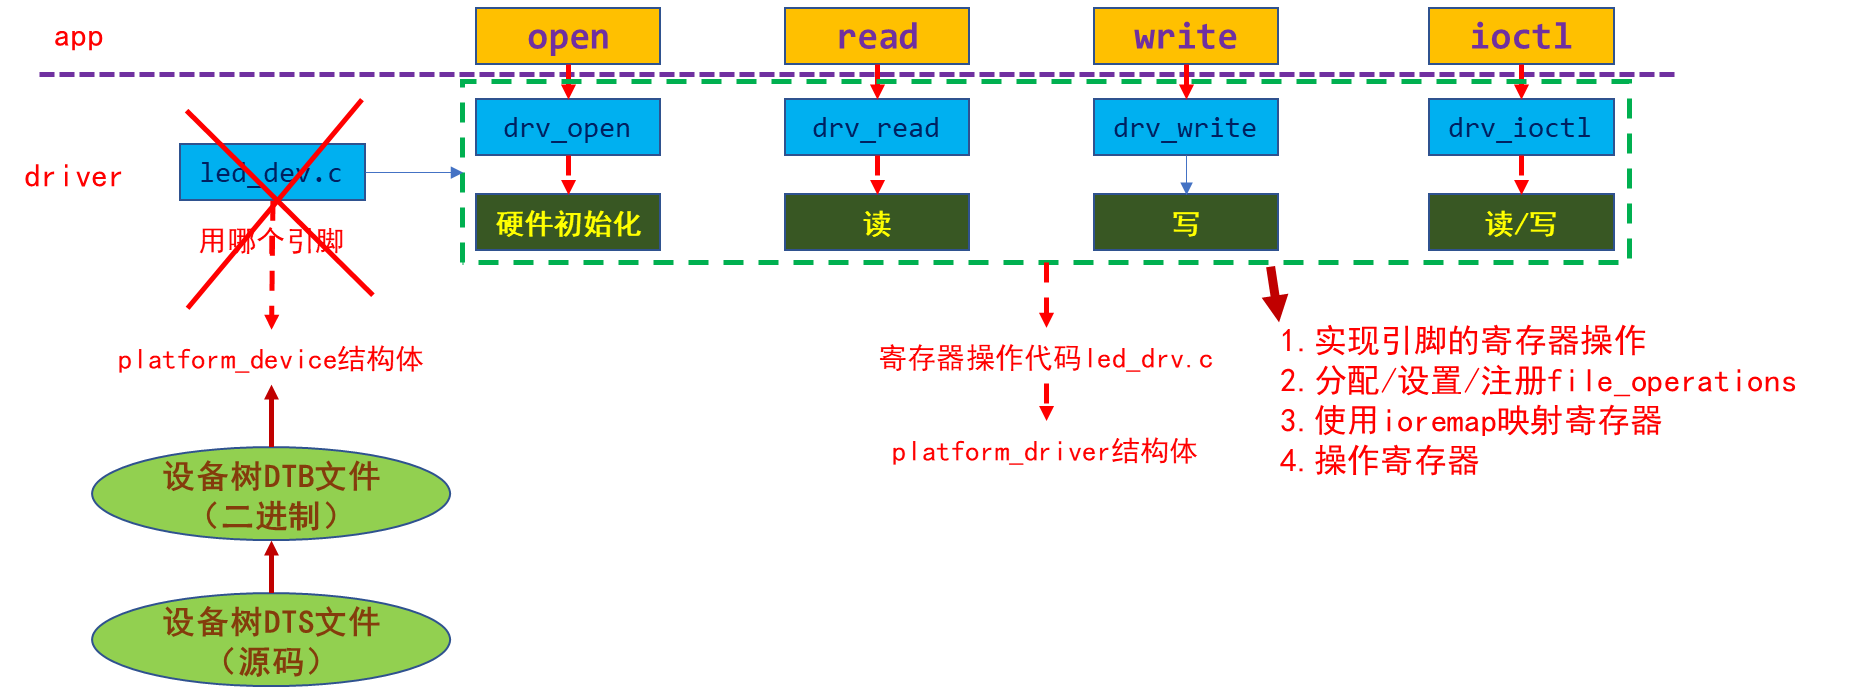 app
open
read
write
ioctl
driver
led_dev.c
drv_open
drv_read
drv_write
drv_ioctl
用哪个引脚
硬件初始化
读
写
读/写
platform_device结构体
寄存器操作代码led_drv.c
platform_driver结构体
1.实现引脚的寄存器操作
2.分配/设置/注册file_operations
3.使用ioremap映射寄存器
4.操作寄存器
设备树DTB文件
（二进制）
设备树DTS文件
（源码）